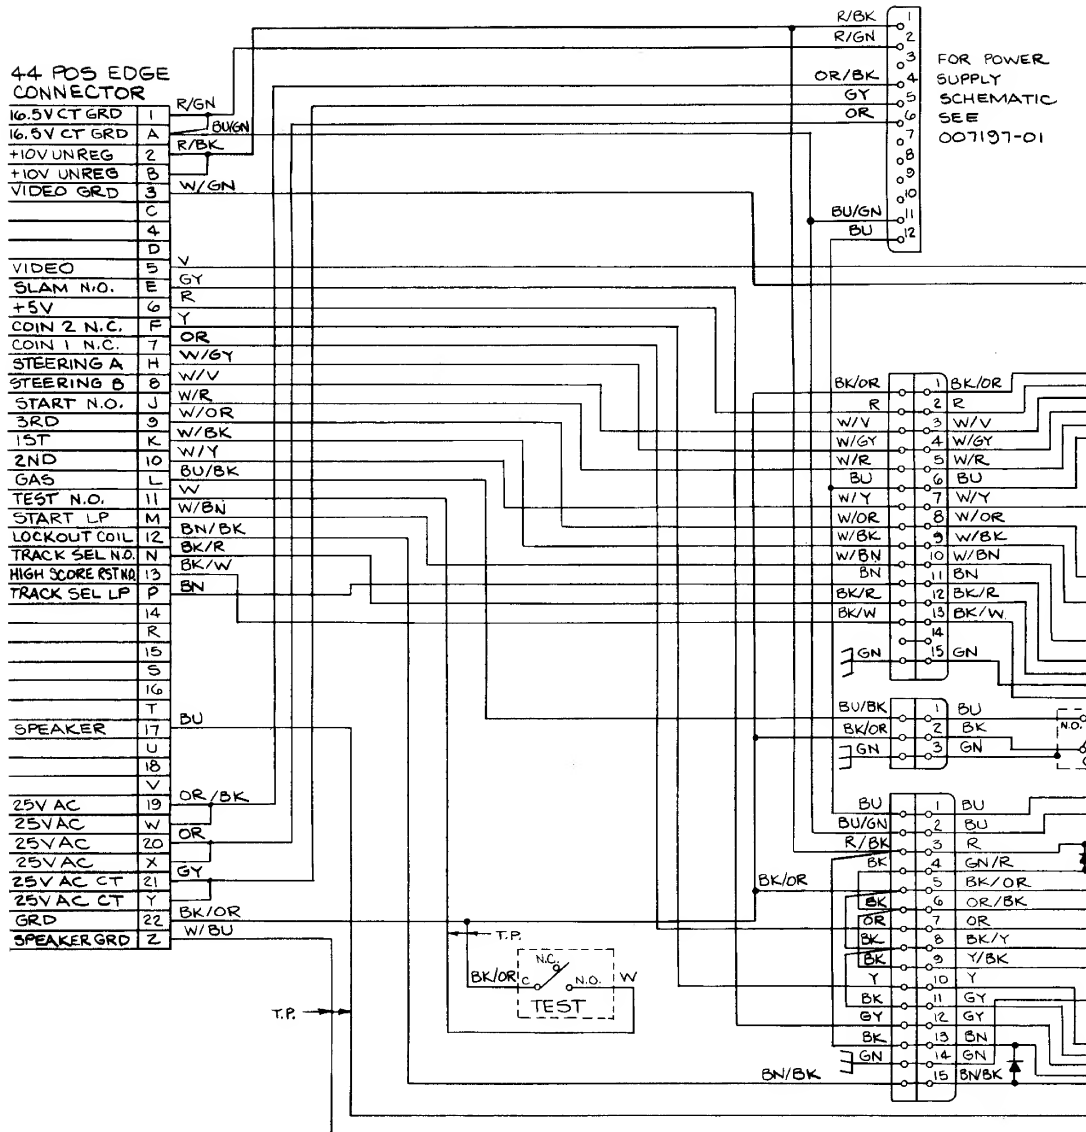 44 POS EDGE
CONNECTOR
16.5V CT GRD 1 R/GN
16.5V CT GRD A BU/GN
+10V UNREG 2 R/BK
+10V UNREG B
VIDEO GRD 3 W/GN
C
4
D
VIDEO 5 V
SLAM N.O. E GY
+5V 6 R
COIN 2 N.C. F Y
COIN 1 N.C. 7 OR
STEERING A H W/GY
STEERING B 8 W/V
START N.O. J W/R
3RD 9 W/OR
1ST K W/BK
2ND 10 W/Y
GAS L BU/BK
TEST N.O. 11 W
START LP M W/BN
LOCKOUT COIL 12 BN/BK
TRACK SEL N.O. N BK/R
HIGH SCORE RST N.O. 13 BK/W
TRACK SEL LP P BN
14
R
15
S
16
T
SPEAKER 17 BU
U
18
V
25V AC 19 OR/BK
25V AC W
25V AC 20 OR
25V AC X
25V AC CT 21 GY
25V AC CT Y
GRD 22 BK/OR
SPEAKER GRD Z W/BU
T.P.
T.P.
BK/OR C N.C. N.O. W
TEST
R/BK 1
R/GN 2
3
OR/BK 4
GY 5
OR 6
7
8
9
10
BU/GN 11
BU 12
FOR POWER
SUPPLY
SCHEMATIC
SEE
007197-01
BK/OR 1 BK/OR
R 2 R
W/V 3 W/V
W/GY 4 W/GY
W/R 5 W/R
BU 6 BU
W/Y 7 W/Y
W/OR 8 W/OR
W/BK 9 W/BK
W/BN 10 W/BN
BN 11 BN
BK/R 12 BK/R
BK/W 13 BK/W
14
GN 15 GN
BU/BK 1 BU
BK/OR 2 BK
GN 3 GN
N.O.
C
BU 1 BU
BU/GN 2 BU
R/BK 3 R
BK 4 GN/R
BK/OR 5 BK/OR
BK 6 OR/BK
OR 7 OR
BK 8 BK/Y
BK 9 Y/BK
Y 10 Y
BK 11 GY
GY 12 GY
BK 13 BN
GN 14 GN
BN/BK 15 BN/BK